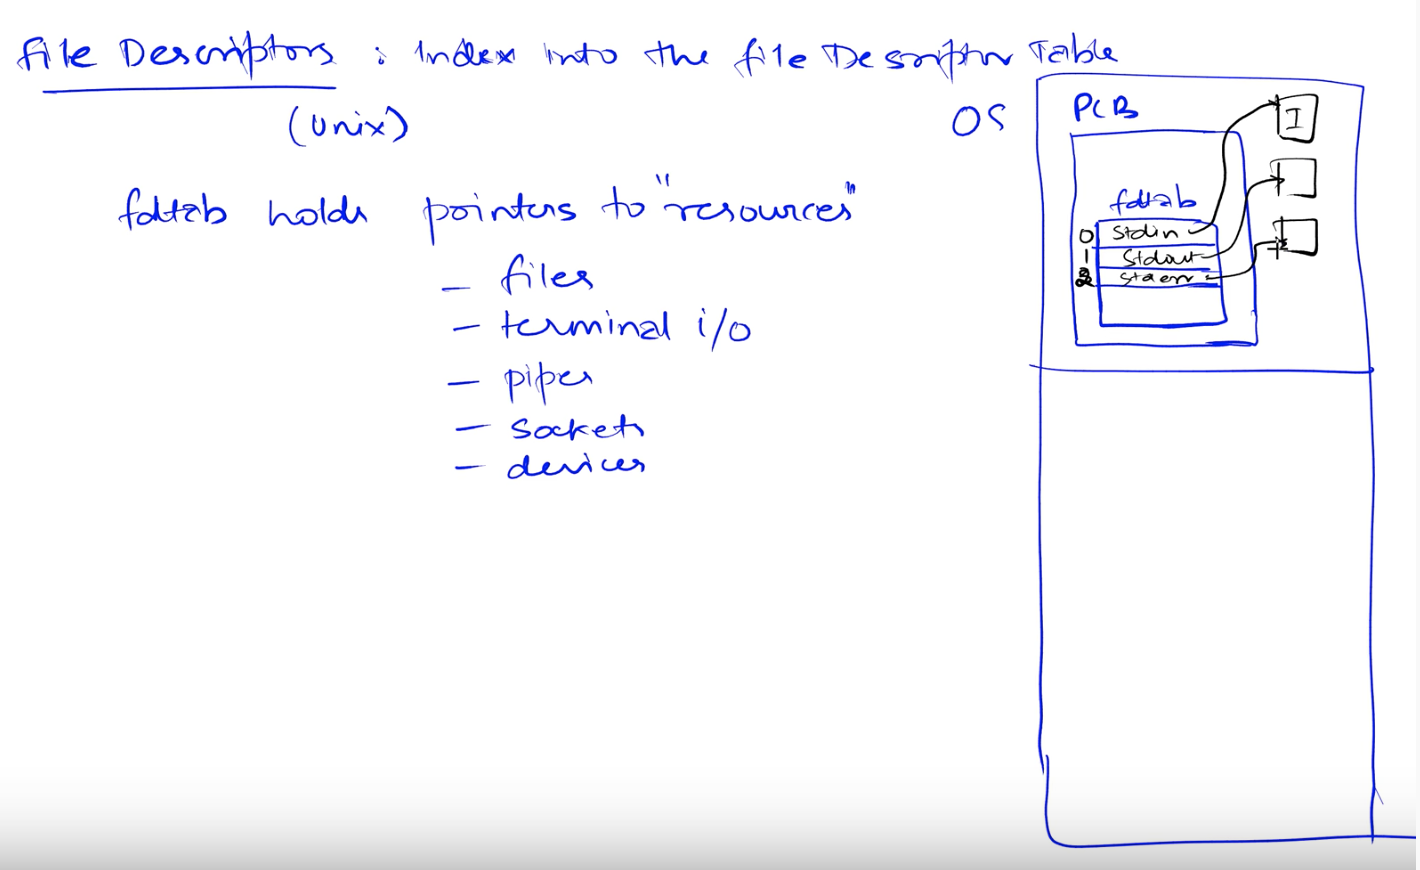 File Descriptors : Index into the file Descriptor Table
(Unix)
OS
PCB
I
fdtab holds pointers to "resources"
fdtab
0 Stdin
1 Stdout
2 Stderr
– files
– terminal i/o
– pipes
– sockets
– devices